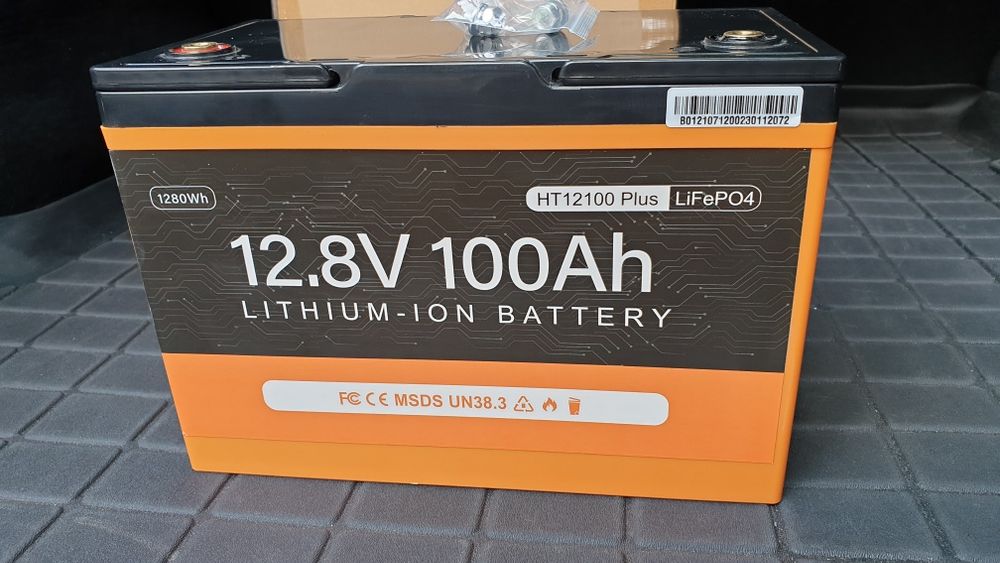 B0121071200230112072
1280Wh
HT12100 Plus LiFePO4
12.8V 100Ah
LITHIUM-ION BATTERY
FC CE MSDS UN38.3